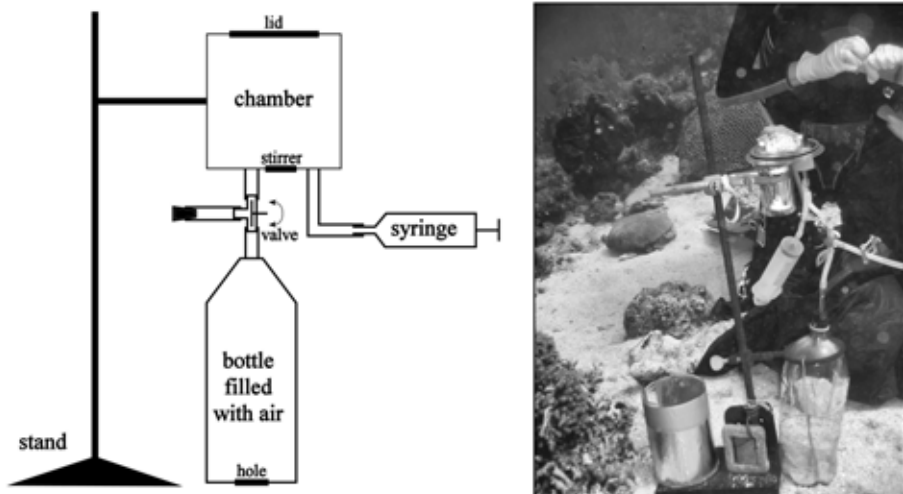 lid
chamber
stirrer
valve
syringe
bottle
filled
with air
stand
hole